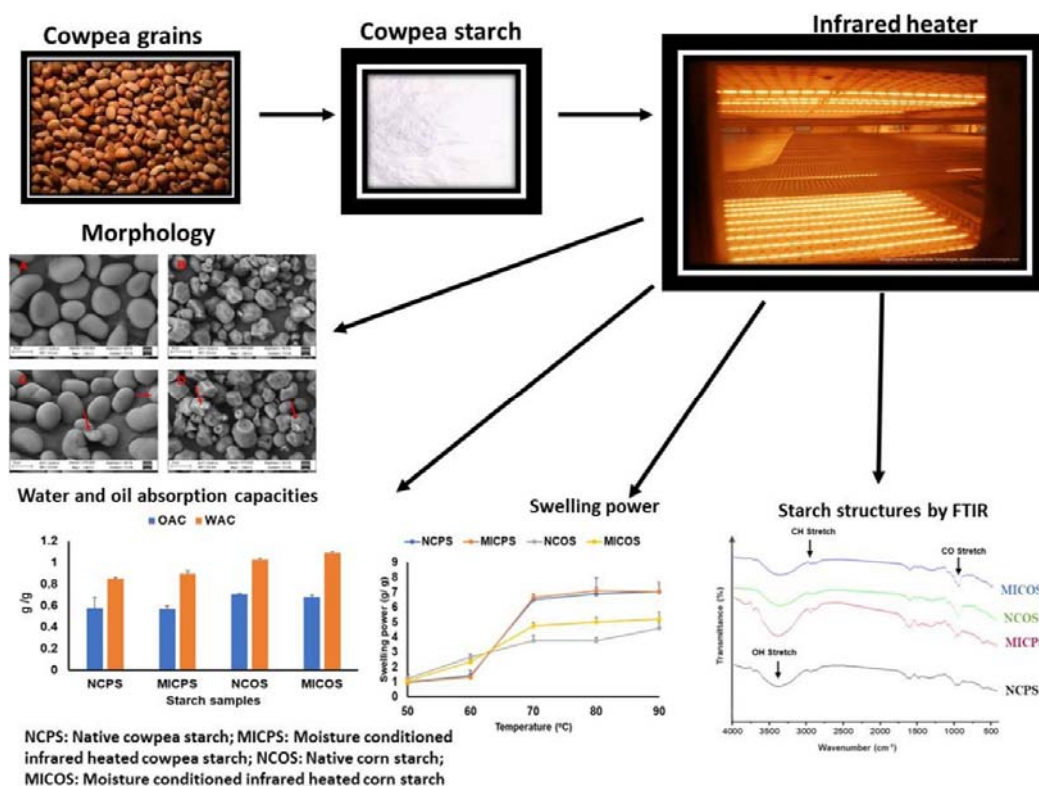 Cowpea grains
Cowpea starch
Infrared heater
Morphology
A
B
C
D
Water and oil absorption capacities
OAC
WAC
g /g
1.2
1
0.8
0.6
0.4
0.2
0
NCPS
MICPS
NCOS
MICOS
Starch samples
Swelling power
NCPS
MICPS
NCOS
MICOS
Swelling power (g/ g)
9
8
7
6
5
4
3
2
1
0
50
60
70
80
90
Temperature (ºC)
Starch structures by FTIR
CH Stretch
CO Stretch
OH Stretch
MICOS
NCOS
MICPS
NCPS
Transmittance (%)
4000
3500
3000
2500
2000
1500
1000
500
Wavenumber (cm-1)
NCPS: Native cowpea starch; MICPS: Moisture conditioned
infrared heated cowpea starch; NCOS: Native corn starch;
MICOS: Moisture conditioned infrared heated corn starch